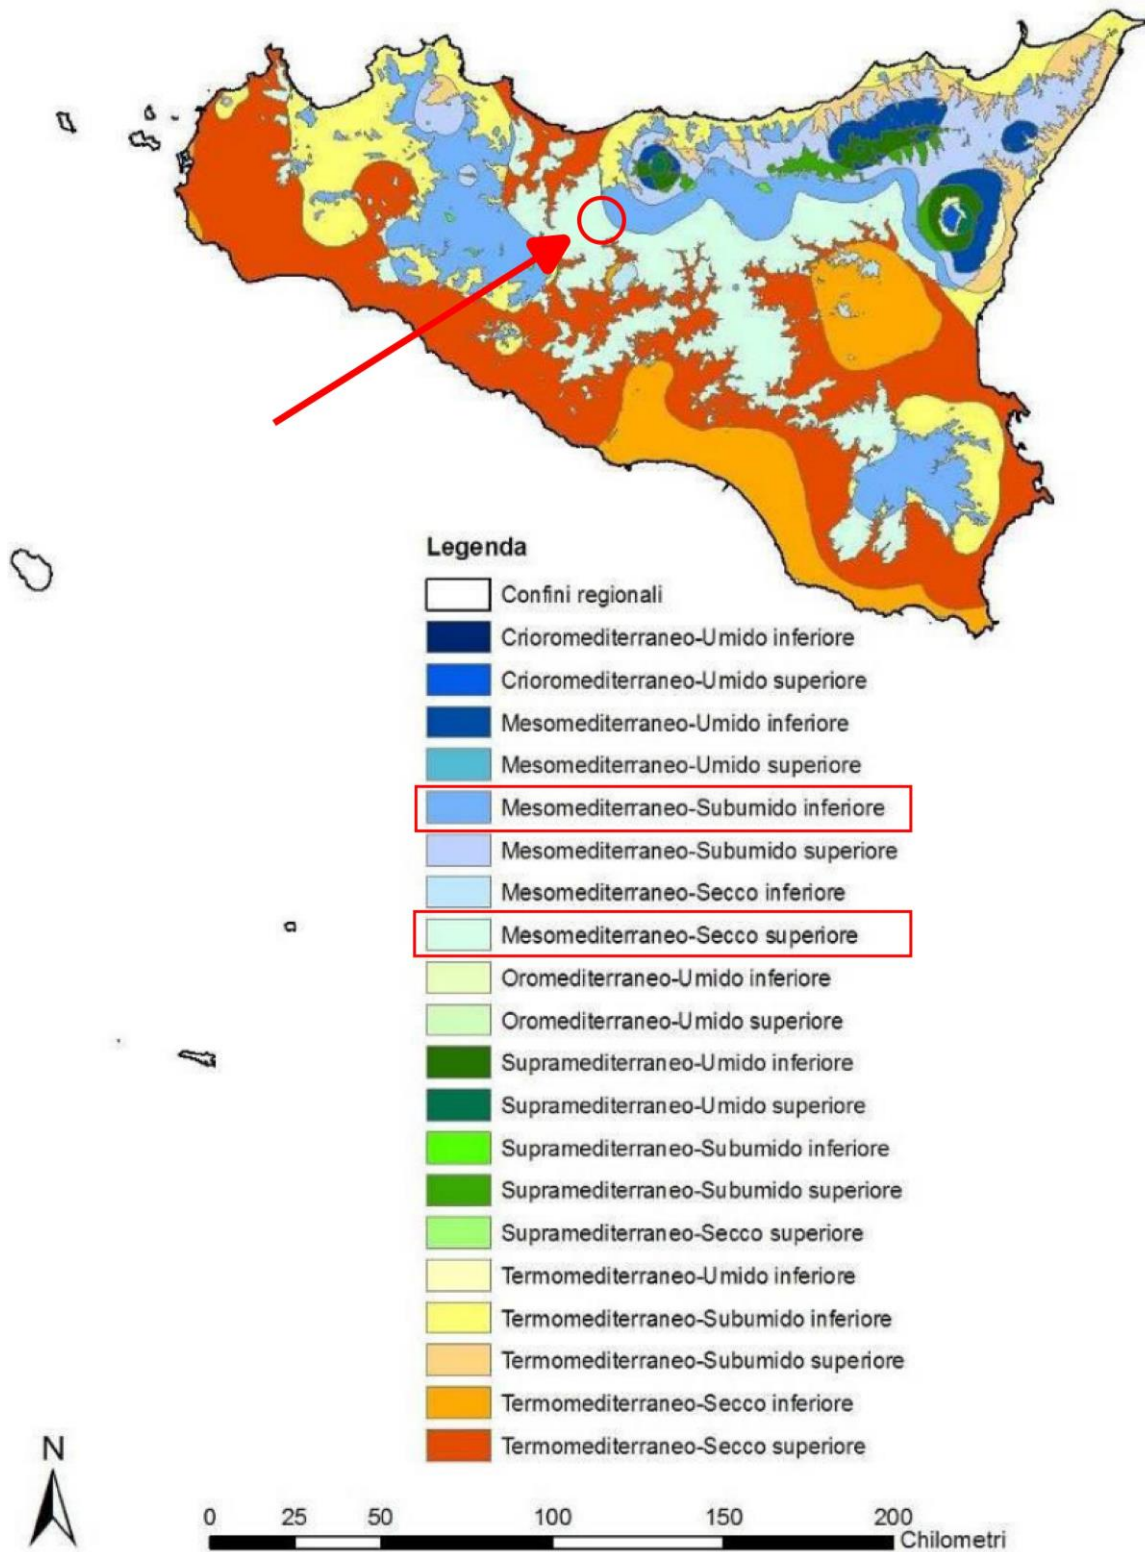 Legenda
Confini regionali
Crioromediterraneo-Umido inferiore
Crioromediterraneo-Umido superiore
Mesomediterraneo-Umido inferiore
Mesomediterraneo-Umido superiore
Mesomediterraneo-Subumido inferiore
Mesomediterraneo-Subumido superiore
Mesomediterraneo-Secco inferiore
Mesomediterraneo-Secco superiore
Oromediterraneo-Umido inferiore
Oromediterraneo-Umido superiore
Supramediterraneo-Umido inferiore
Supramediterraneo-Umido superiore
Supramediterraneo-Subumido inferiore
Supramediterraneo-Subumido superiore
Supramediterraneo-Secco superiore
Termomediterraneo-Umido inferiore
Termomediterraneo-Subumido inferiore
Termomediterraneo-Subumido superiore
Termomediterraneo-Secco inferiore
Termomediterraneo-Secco superiore
N
0 25 50 100 150 200
Chilometri